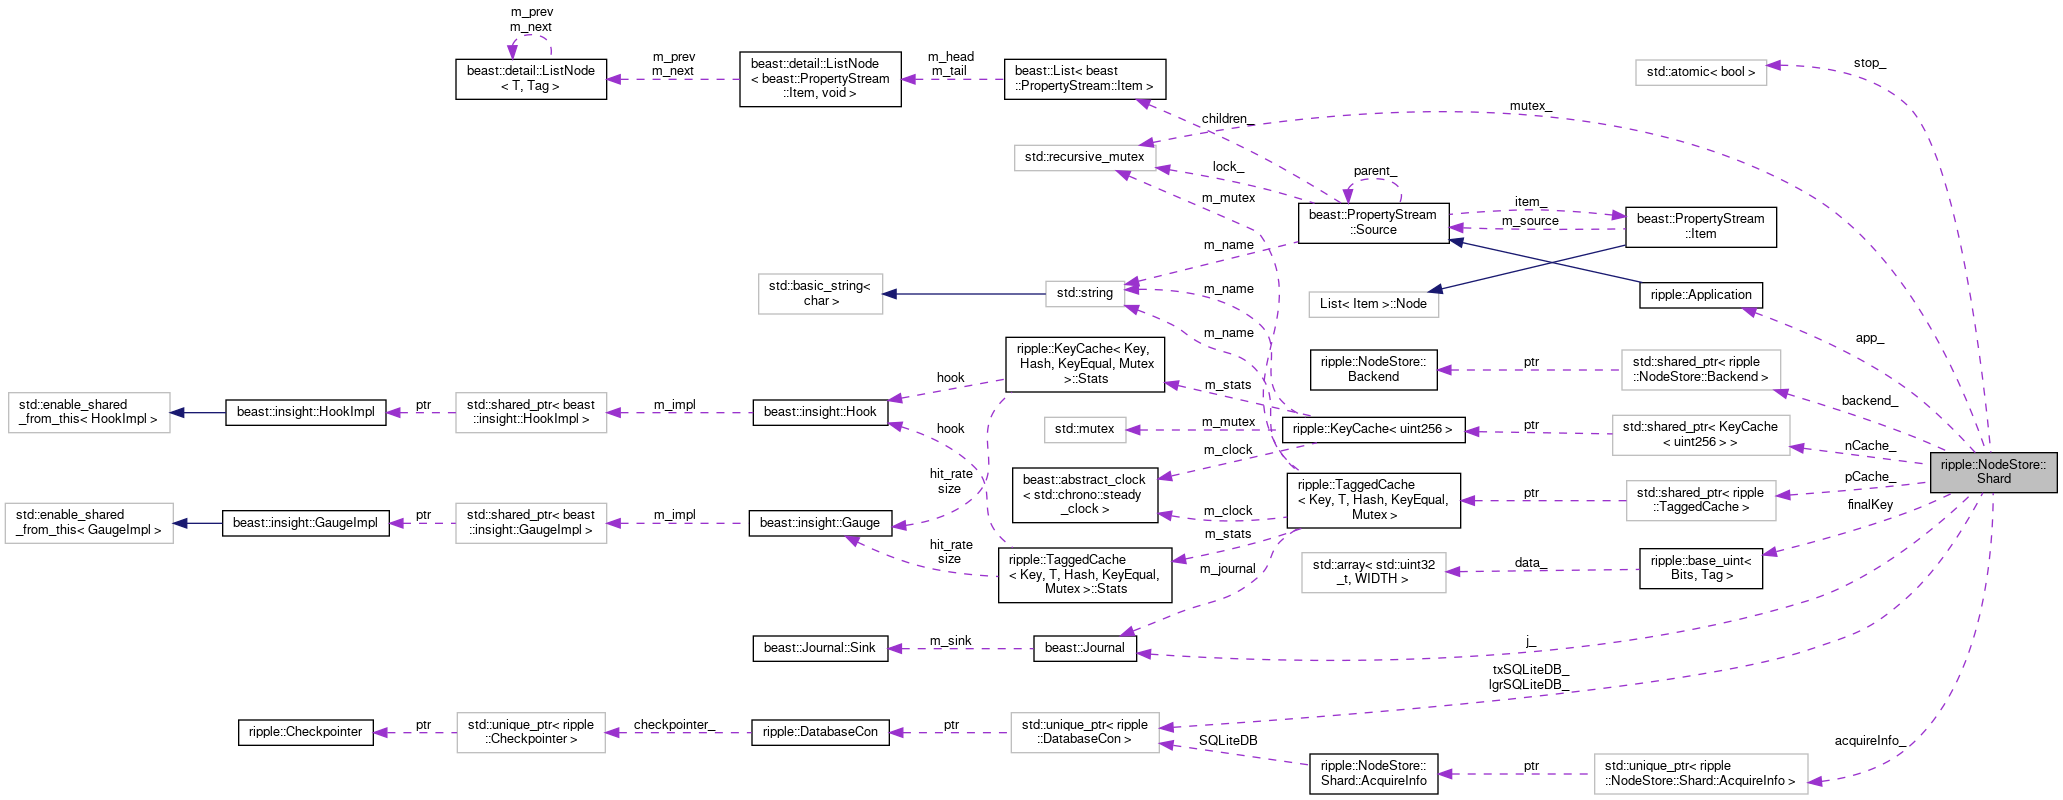 m_prev
m_next
beast::detail::ListNode
< T, Tag >
m_prev
m_next
beast::detail::ListNode
< beast::PropertyStream
::Item, void >
m_head
m_tail
beast::List< beast
::PropertyStream::Item >
std::atomic< bool >
stop_
children_
mutex_
std::recursive_mutex
lock_
parent_
m_mutex
beast::PropertyStream
::Source
item_
m_source
beast::PropertyStream
::Item
m_name
std::basic_string<
char >
std::string
m_name
List< Item >::Node
ripple::Application
m_name
app_
ripple::KeyCache< Key,
Hash, KeyEqual, Mutex
>::Stats
ripple::NodeStore::
Backend
ptr
std::shared_ptr< ripple
::NodeStore::Backend >
hook
m_stats
backend_
std::enable_shared
_from_this< HookImpl >
beast::insight::HookImpl
ptr
std::shared_ptr< beast
::insight::HookImpl >
m_impl
beast::insight::Hook
hook
std::mutex
m_mutex
ripple::KeyCache< uint256 >
ptr
std::shared_ptr< KeyCache
< uint256 > >
nCache_
m_clock
ripple::NodeStore::
Shard
hit_rate
size
beast::abstract_clock
< std::chrono::steady
_clock >
ripple::TaggedCache
< Key, T, Hash, KeyEqual,
Mutex >
ptr
std::shared_ptr< ripple
::TaggedCache >
pCache_
finalKey
m_clock
std::enable_shared
_from_this< GaugeImpl >
beast::insight::GaugeImpl
ptr
std::shared_ptr< beast
::insight::GaugeImpl >
m_impl
beast::insight::Gauge
m_stats
hit_rate
size
ripple::TaggedCache
< Key, T, Hash, KeyEqual,
Mutex >::Stats
m_journal
std::array< std::uint32
_t, WIDTH >
data_
ripple::base_uint<
Bits, Tag >
beast::Journal::Sink
m_sink
beast::Journal
j_
txSQLiteDB_
lgrSQLiteDB_
ripple::Checkpointer
ptr
std::unique_ptr< ripple
::Checkpointer >
checkpointer_
ripple::DatabaseCon
ptr
std::unique_ptr< ripple
::DatabaseCon >
SQLiteDB
acquireInfo_
ripple::NodeStore::
Shard::AcquireInfo
ptr
std::unique_ptr< ripple
::NodeStore::Shard::AcquireInfo >